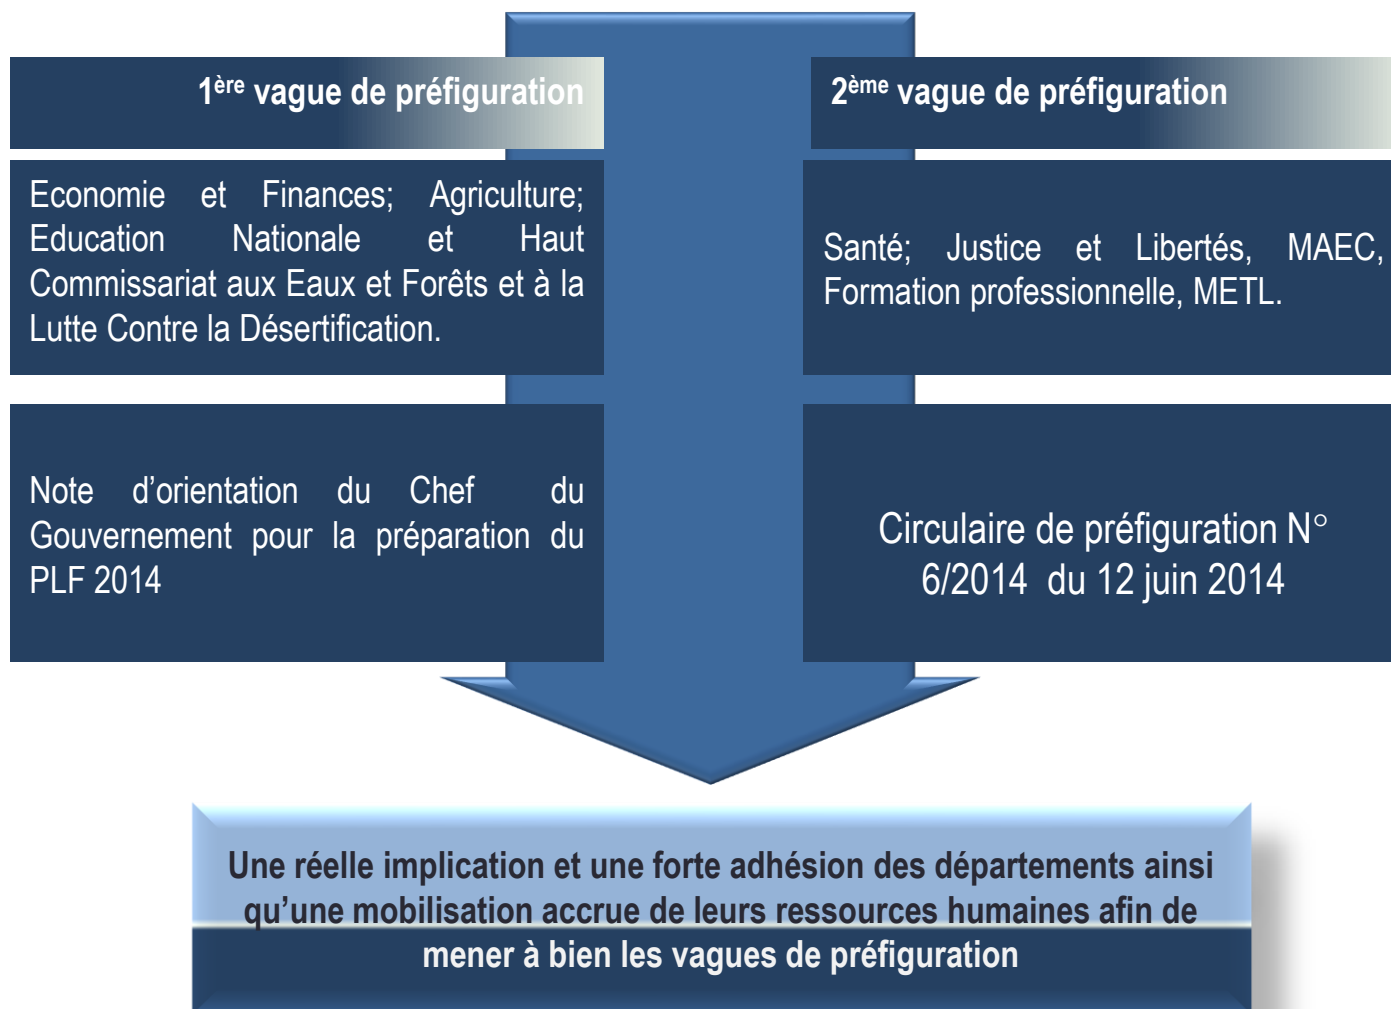 1ère vague de préfiguration
Economie et Finances; Agriculture;
Education Nationale et Haut
Commissariat aux Eaux et Forêts et à la
Lutte Contre la Désertification.
Note d’orientation du Chef du
Gouvernement pour la préparation du
PLF 2014
2ème vague de préfiguration
Santé; Justice et Libertés, MAEC,
Formation professionnelle, METL.
Circulaire de préfiguration N°
6/2014 du 12 juin 2014
Une réelle implication et une forte adhésion des départements ainsi
qu’une mobilisation accrue de leurs ressources humaines afin de
mener à bien les vagues de préfiguration